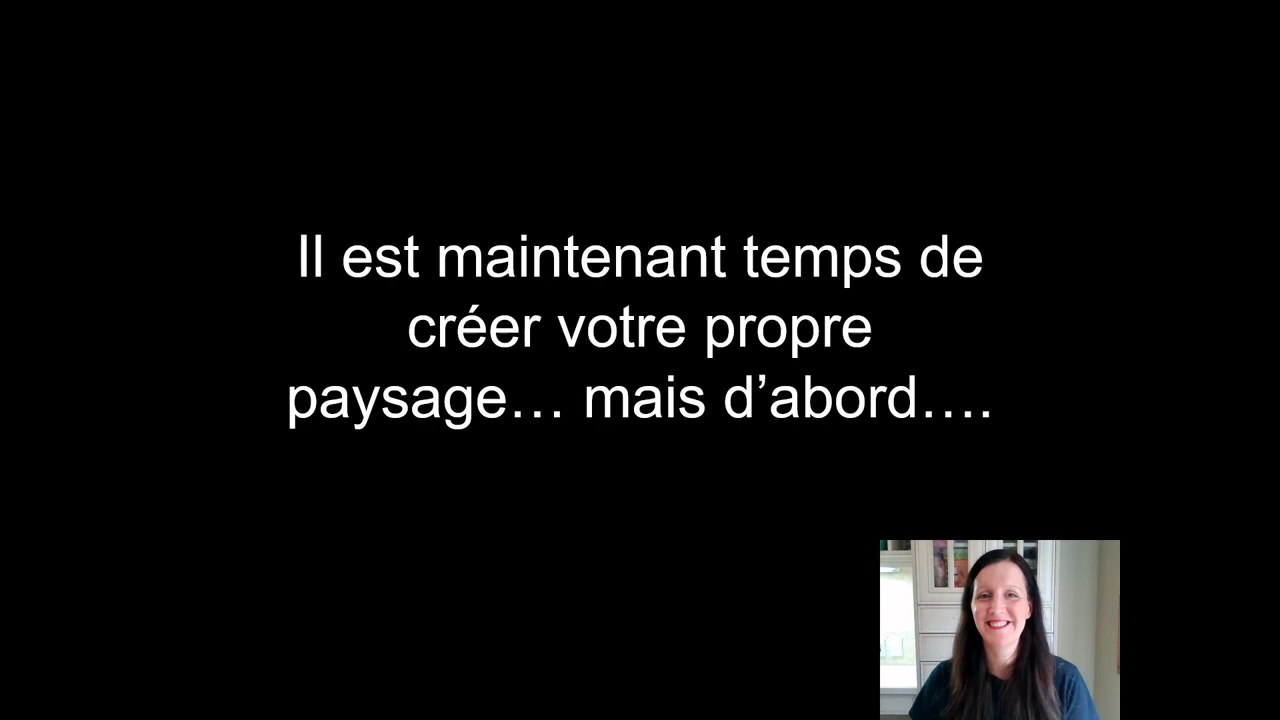 Il est maintenant temps de
créer votre propre
paysage… mais d’abord….